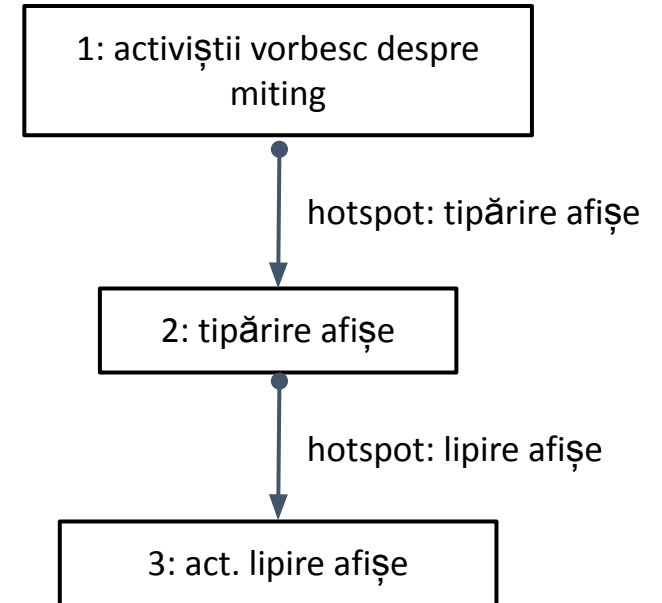 1: activiștii vorbesc despre
miting
hotspot: tipărire afișe
2: tipărire afișe
hotspot: lipire afișe
3: act. lipire afișe